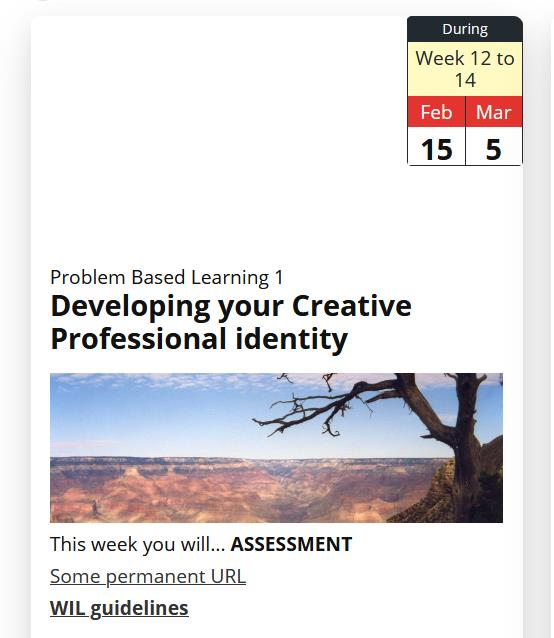 During
Week 12 to
14
Feb Mar
15 5
Problem Based Learning 1
Developing your Creative
Professional identity
This week you will... ASSESSMENT
Some permanent URL
WIL guidelines